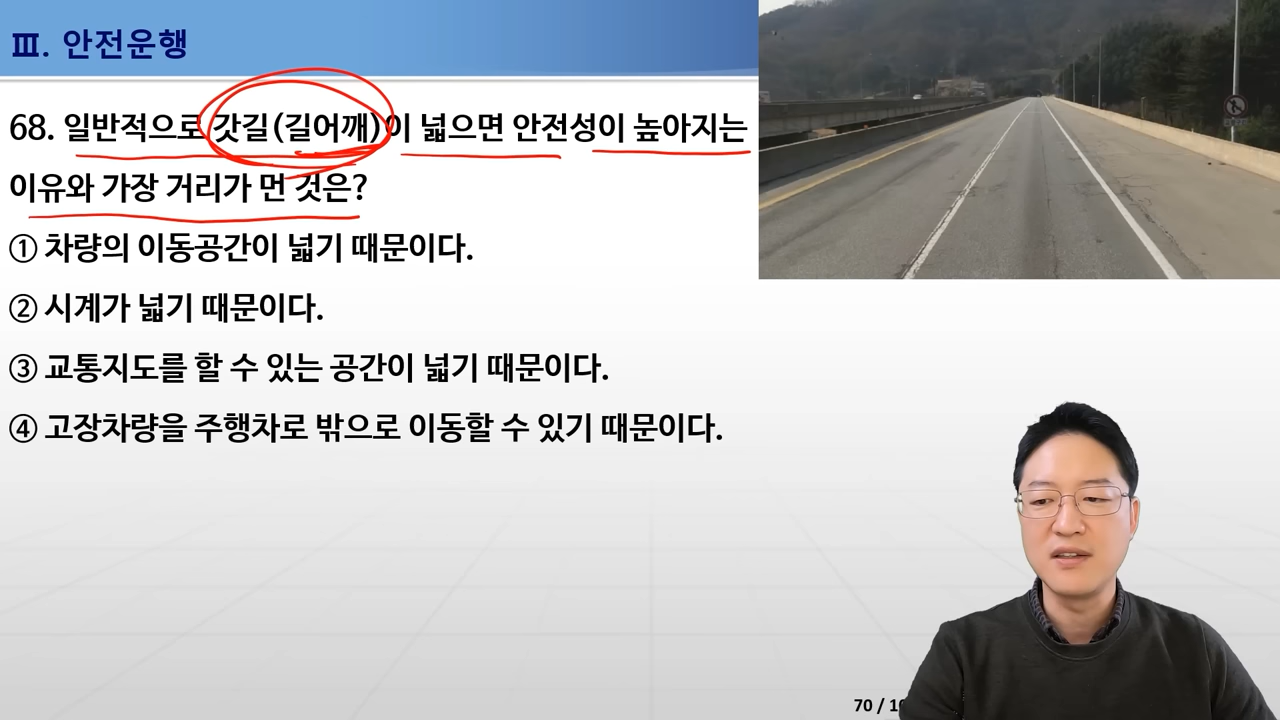 Ⅲ. 안전운행
68. 일반적으로 갓길(길어깨)이 넓으면 안전성이 높아지는
이유와 가장 거리가 먼 것은?
① 차량의 이동공간이 넓기 때문이다.
② 시계가 넓기 때문이다.
③ 교통지도를 할 수 있는 공간이 넓기 때문이다.
④ 고장차량을 주행차로 밖으로 이동할 수 있기 때문이다.
70 /